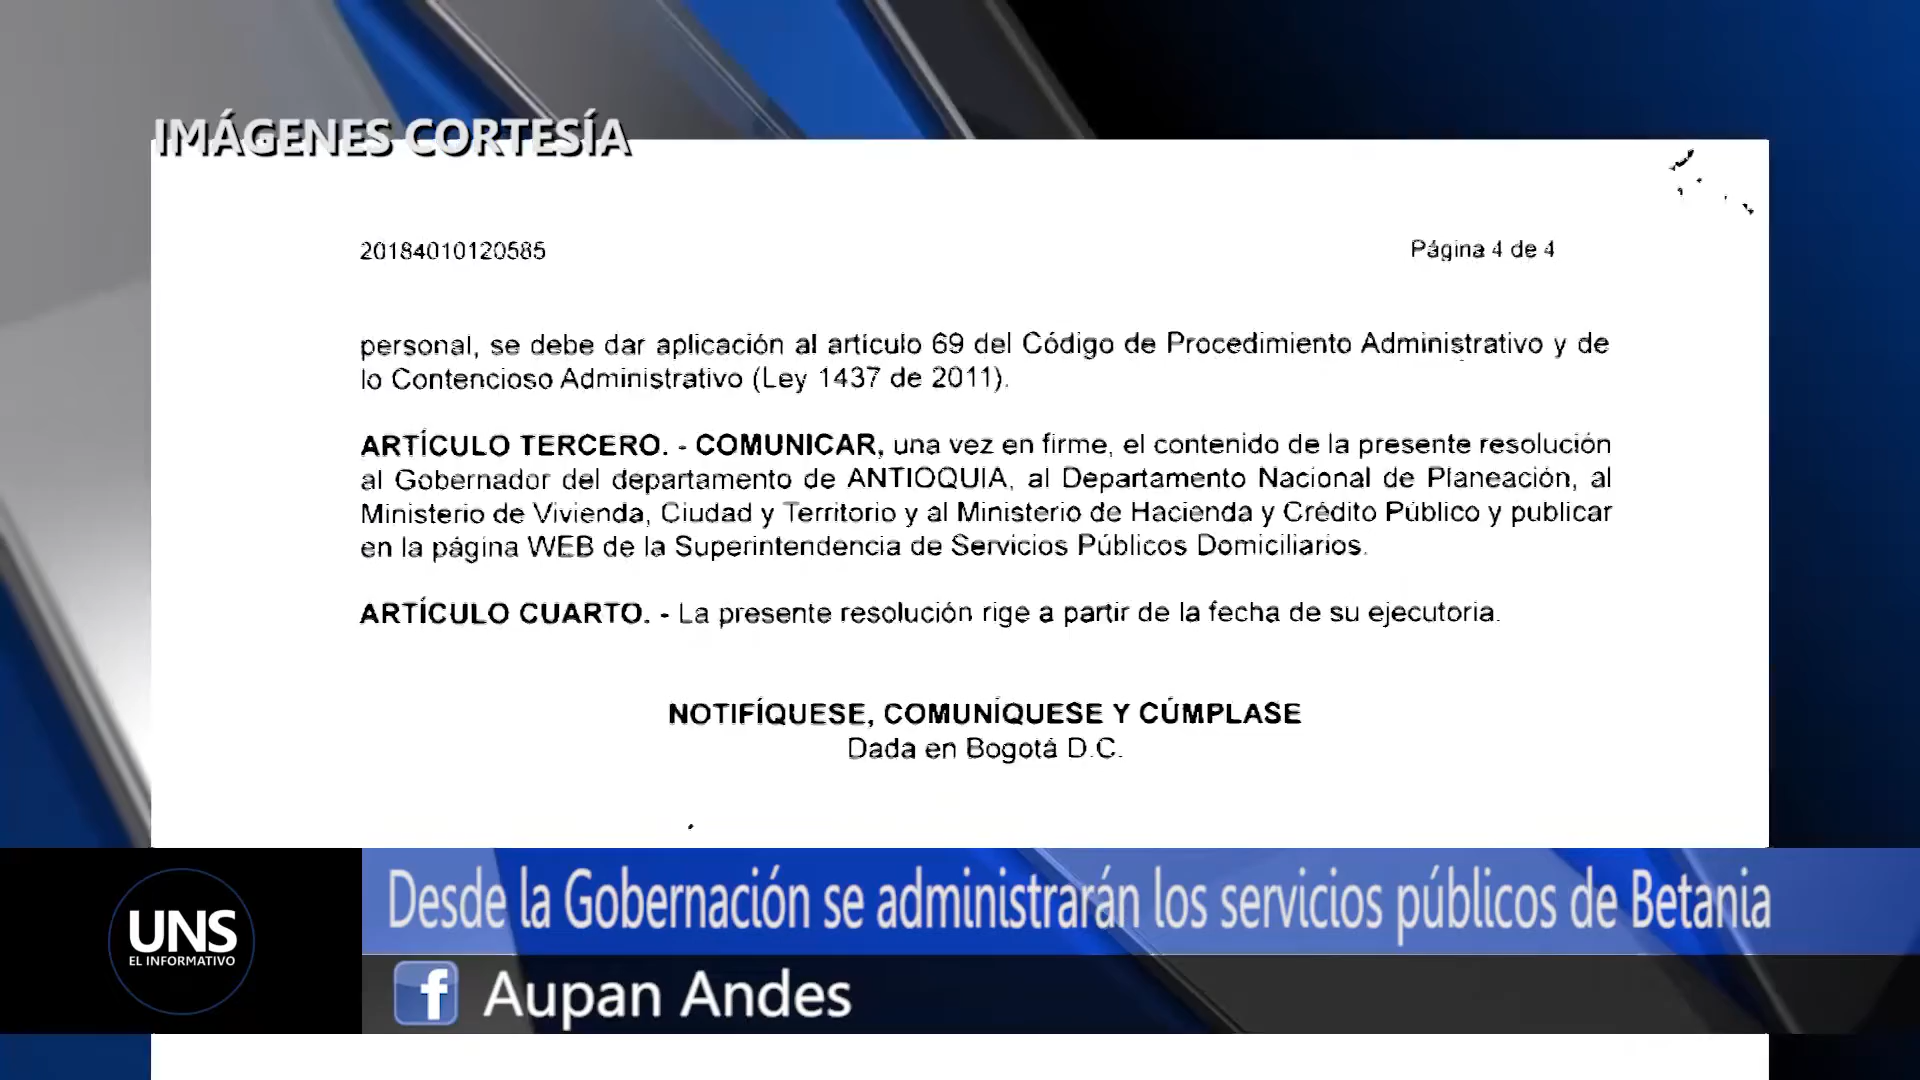 IMÁGENES CORTESÍA
20184010120585
Página 4 de 4
personal, se debe dar aplicación al artículo 69 del Código de Procedimiento Administrativo y de
lo Contencioso Administrativo (Ley 1437 de 2011).
ARTÍCULO TERCERO. - COMUNICAR, una vez en firme, el contenido de la presente resolución
al Gobernador del departamento de ANTIOQUIA, al Departamento Nacional de Planeación, al
Ministerio de Vivienda, Ciudad y Territorio y al Ministerio de Hacienda y Crédito Público y publicar
en la página WEB de la Superintendencia de Servicios Públicos Domiciliarios.
ARTÍCULO CUARTO. - La presente resolución rige a partir de la fecha de su ejecutoria.
NOTIFÍQUESE, COMUNÍQUESE Y CÚMPLASE
Dada en Bogotá D.C.
Desde la Gobernación se administrarán los servicios públicos de Betania
UNS
EL INFORMATIVO
f Aupan Andes